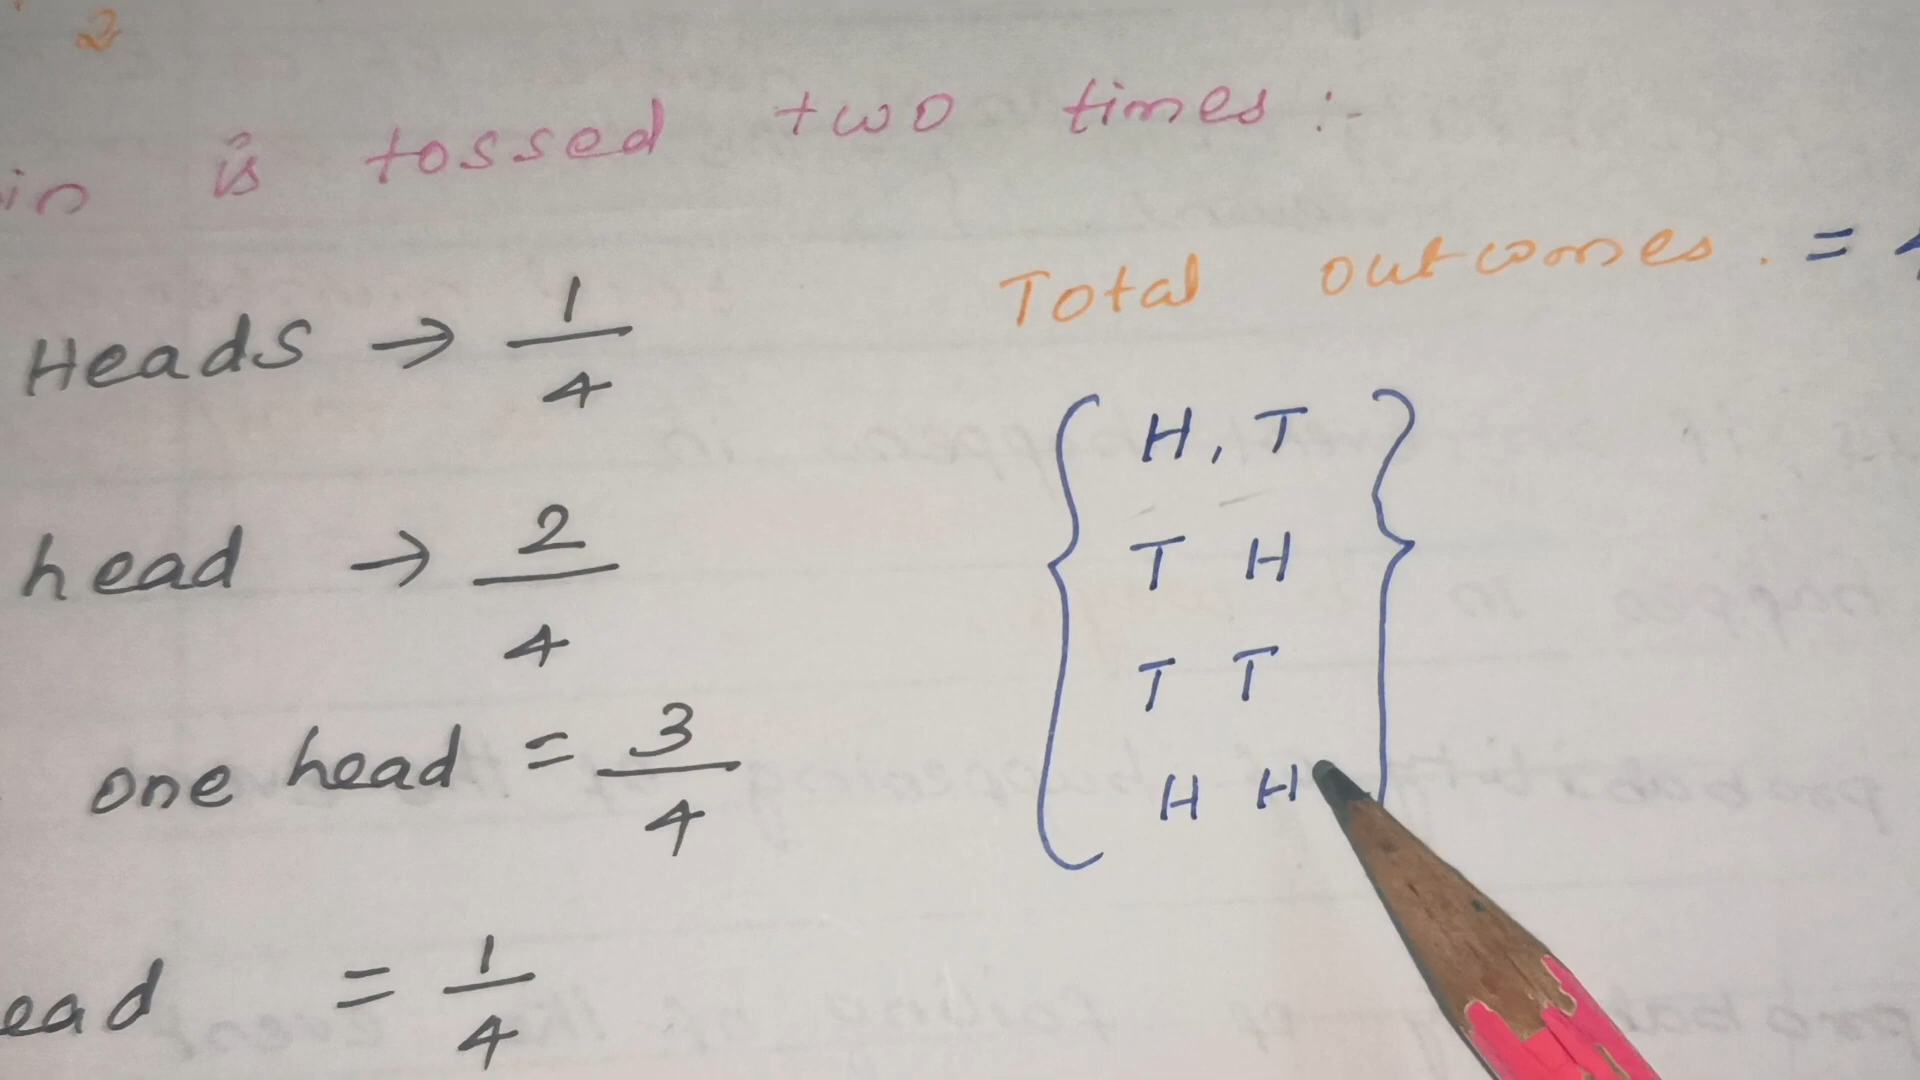 2
in is tossed two times :-
Total outcomes. = 4
Heads → 1/4
{ H, T
T H
T T
H H }
head → 2/4
one head = 3/4
ead = 1/4